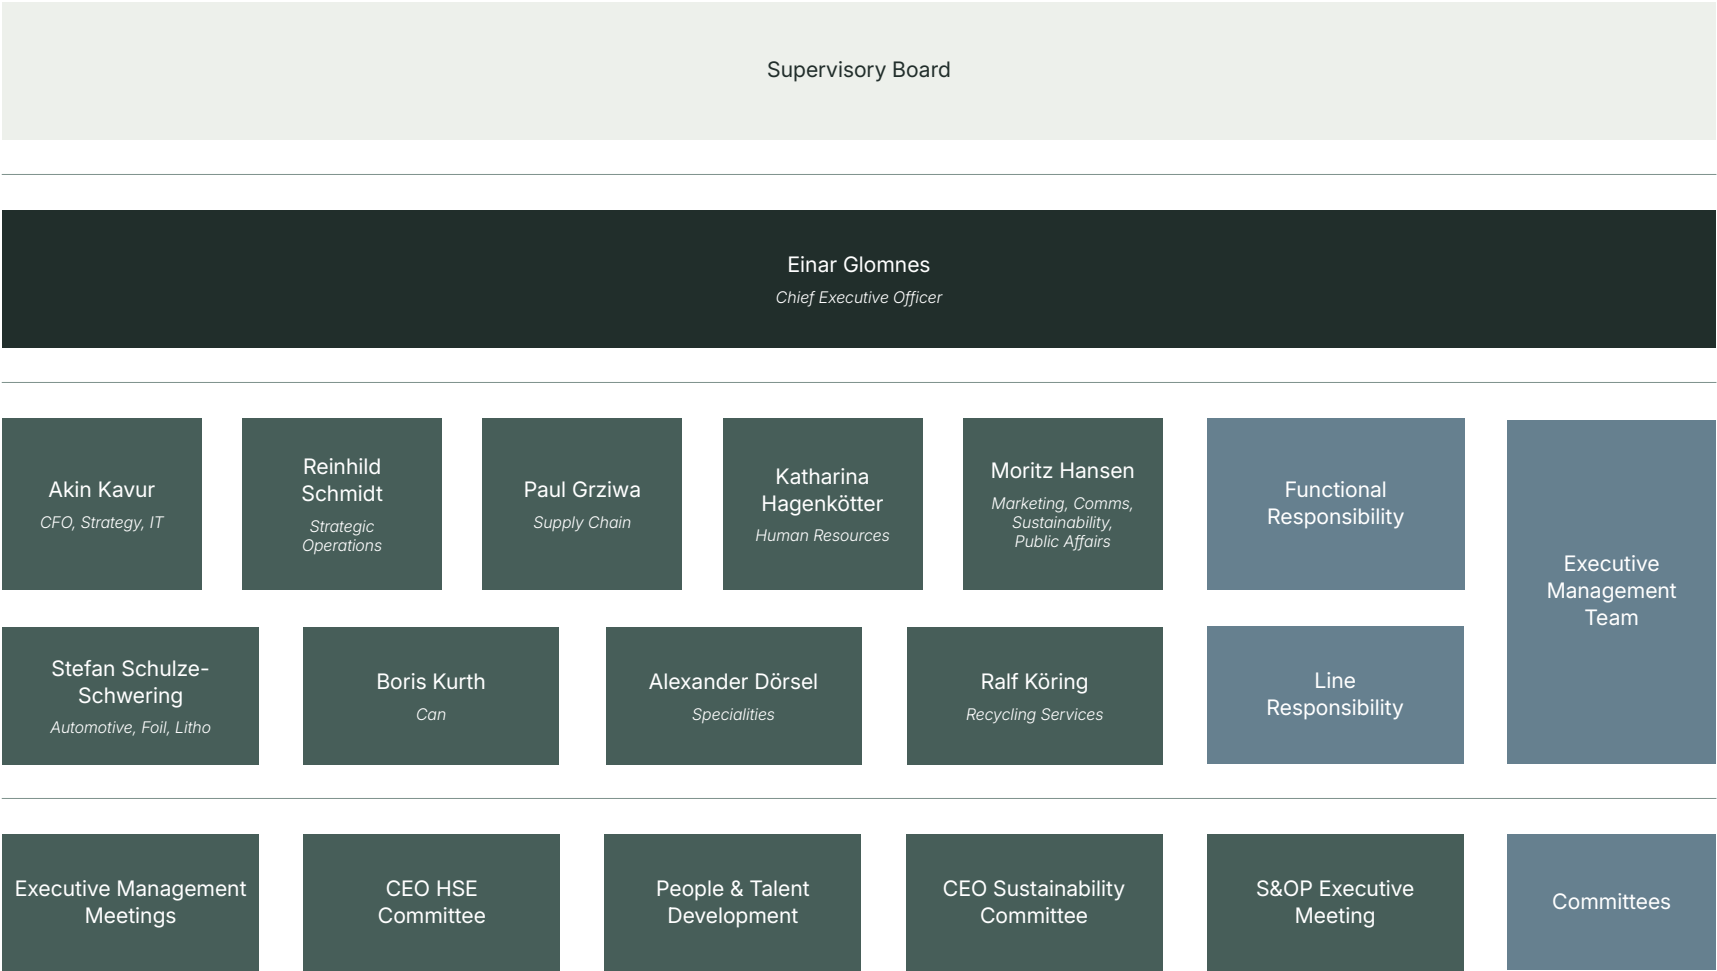 Supervisory Board
Einar Glomnes
Chief Executive Officer
Akin Kavur
CFO, Strategy, IT
Reinhild
Schmidt
Strategic
Operations
Paul Grziwa
Supply Chain
Katharina
Hagenkötter
Human Resources
Moritz Hansen
Marketing, Comms,
Sustainability,
Public Affairs
Functional
Responsibility
Executive
Management
Team
Stefan Schulze-
Schwering
Automotive, Foil, Litho
Boris Kurth
Can
Alexander Dörsel
Specialities
Ralf Köring
Recycling Services
Line
Responsibility
Executive Management
Meetings
CEO HSE
Committee
People & Talent
Development
CEO Sustainability
Committee
S&OP Executive
Meeting
Committees